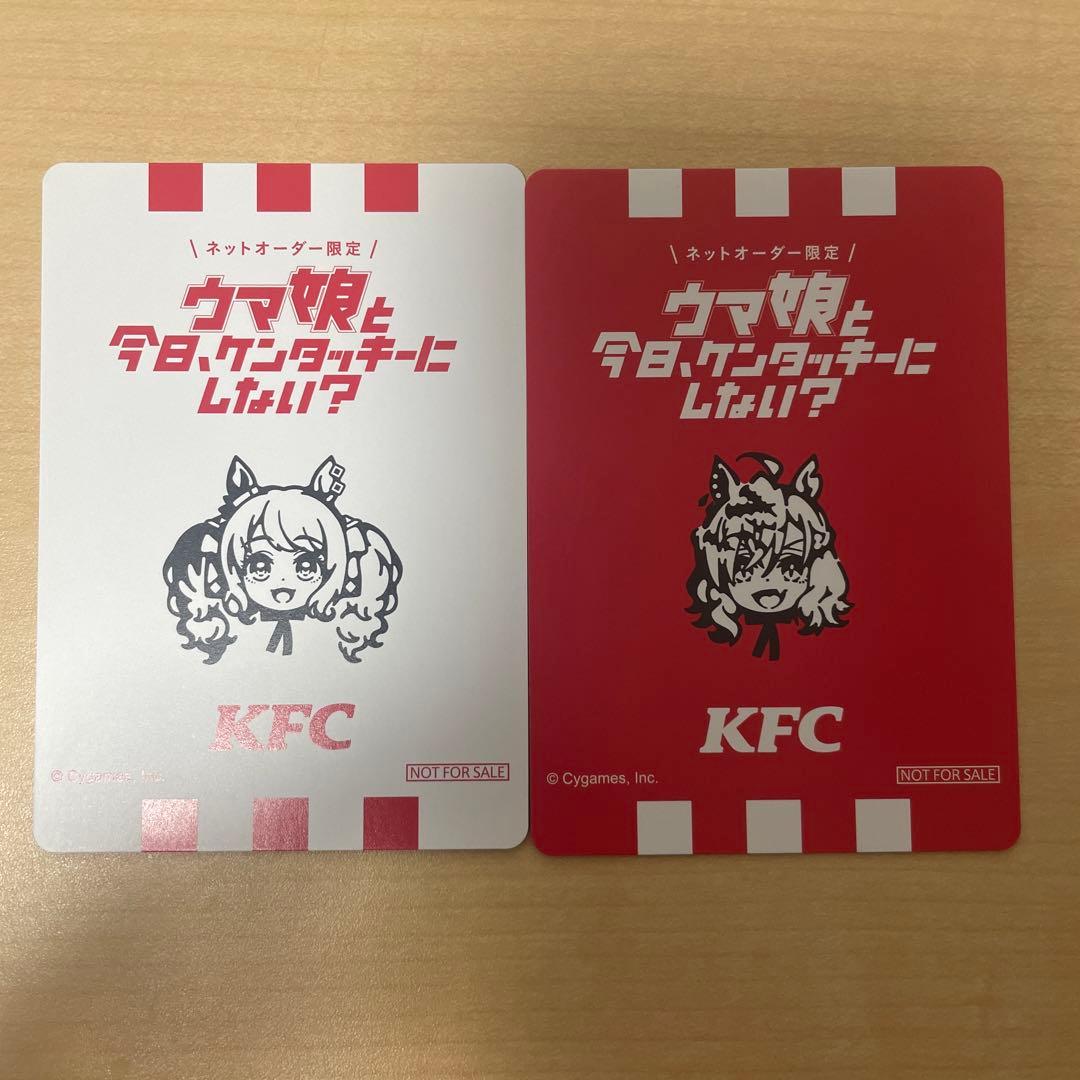 \ ネットオーダー限定 /
ウマ娘と
今日、ケンタッキーに
しない?
KFC
© Cygames, Inc.
NOT FOR SALE
\ ネットオーダー限定 /
ウマ娘と
今日、ケンタッキーに
しない?
KFC
© Cygames, Inc.
NOT FOR SALE